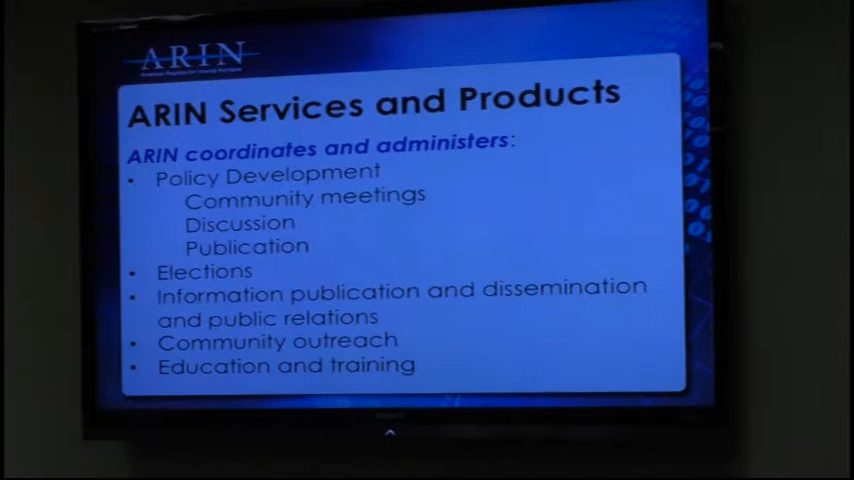 ARIN
ARIN Services and Products
ARIN coordinates and administers:
• Policy Development
Community meetings
Discussion
Publication
• Elections
• Information publication and dissemination
and public relations
• Community outreach
• Education and training